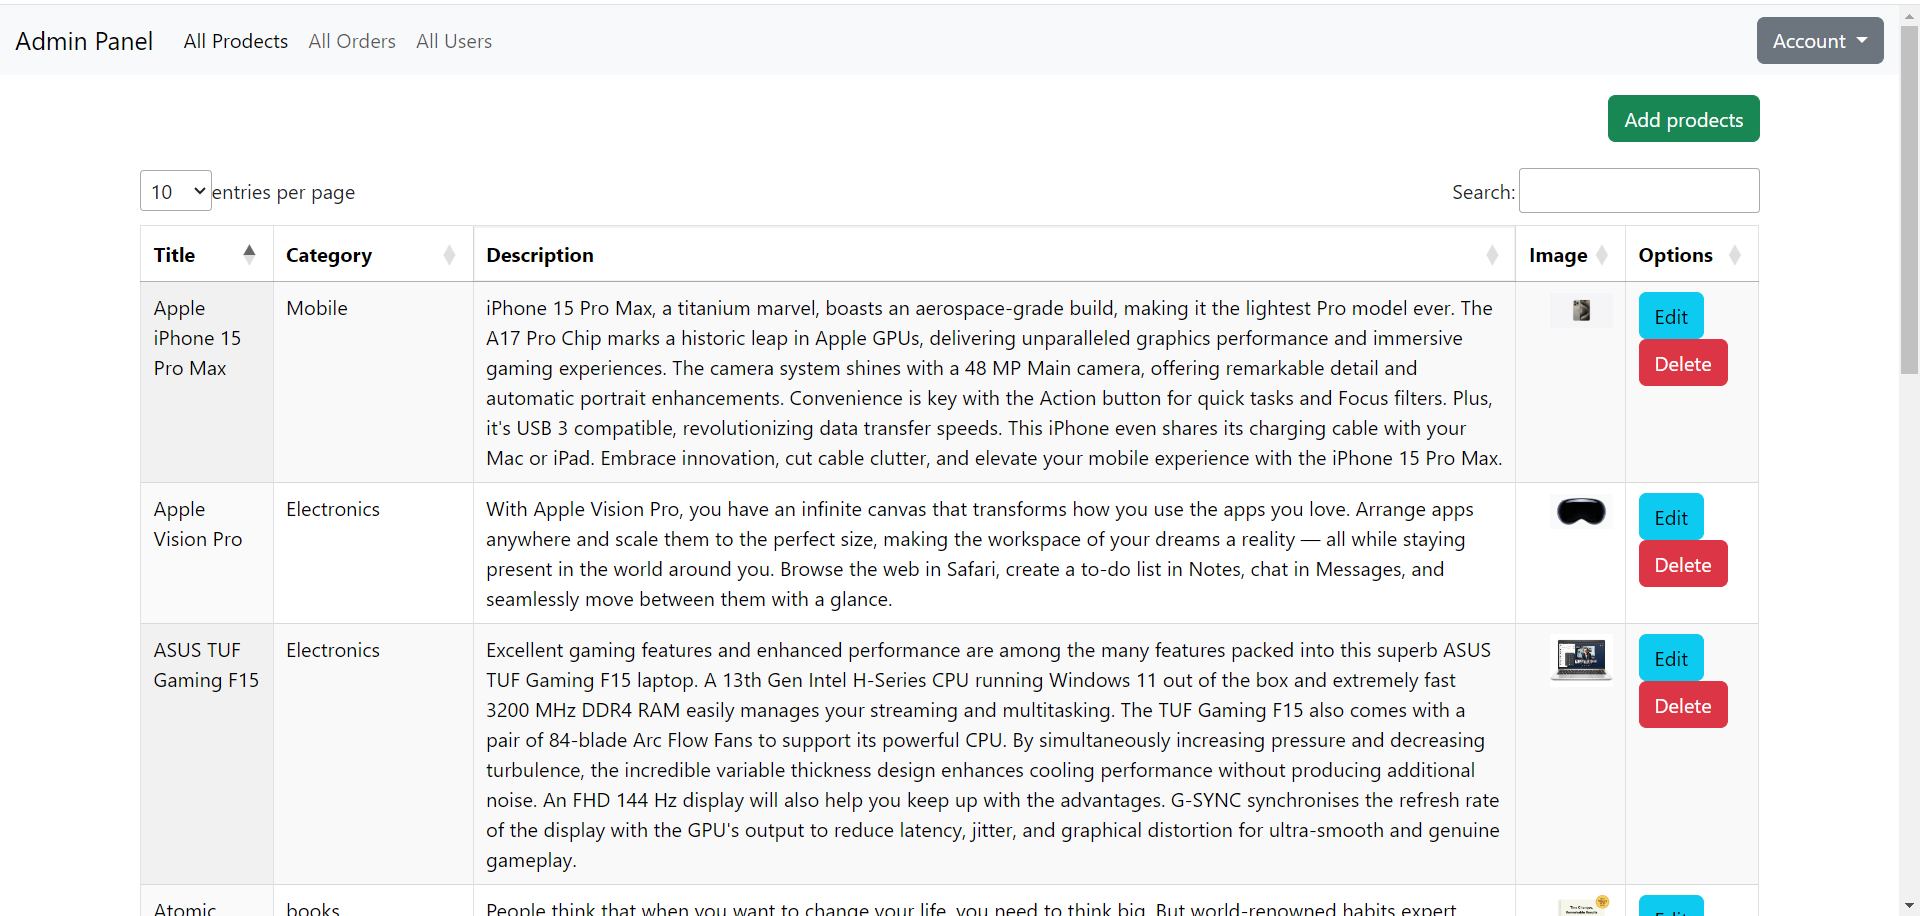 Admin Panel All Prodects All Orders All Users Account
Add prodects
10 entries per page Search:
Title Category Description Image Options
Apple
iPhone 15
Pro Max
Mobile
iPhone 15 Pro Max, a titanium marvel, boasts an aerospace-grade build, making it the lightest Pro model ever. The
A17 Pro Chip marks a historic leap in Apple GPUs, delivering unparalleled graphics performance and immersive
gaming experiences. The camera system shines with a 48 MP Main camera, offering remarkable detail and
automatic portrait enhancements. Convenience is key with the Action button for quick tasks and Focus filters. Plus,
it's USB 3 compatible, revolutionizing data transfer speeds. This iPhone even shares its charging cable with your
Mac or iPad. Embrace innovation, cut cable clutter, and elevate your mobile experience with the iPhone 15 Pro Max.
Edit
Delete
Apple
Vision Pro
Electronics
With Apple Vision Pro, you have an infinite canvas that transforms how you use the apps you love. Arrange apps
anywhere and scale them to the perfect size, making the workspace of your dreams a reality — all while staying
present in the world around you. Browse the web in Safari, create a to-do list in Notes, chat in Messages, and
seamlessly move between them with a glance.
Edit
Delete
ASUS TUF
Gaming F15
Electronics
Excellent gaming features and enhanced performance are among the many features packed into this superb ASUS
TUF Gaming F15 laptop. A 13th Gen Intel H-Series CPU running Windows 11 out of the box and extremely fast
3200 MHz DDR4 RAM easily manages your streaming and multitasking. The TUF Gaming F15 also comes with a
pair of 84-blade Arc Flow Fans to support its powerful CPU. By simultaneously increasing pressure and decreasing
turbulence, the incredible variable thickness design enhances cooling performance without producing additional
noise. An FHD 144 Hz display will also help you keep up with the advantages. G-SYNC synchronises the refresh rate
of the display with the GPU's output to reduce latency, jitter, and graphical distortion for ultra-smooth and genuine
gameplay.
Edit
Delete
Atomic
books
People think that when you want to change your life, you need to think big. But world-renowned habits expert
Edit